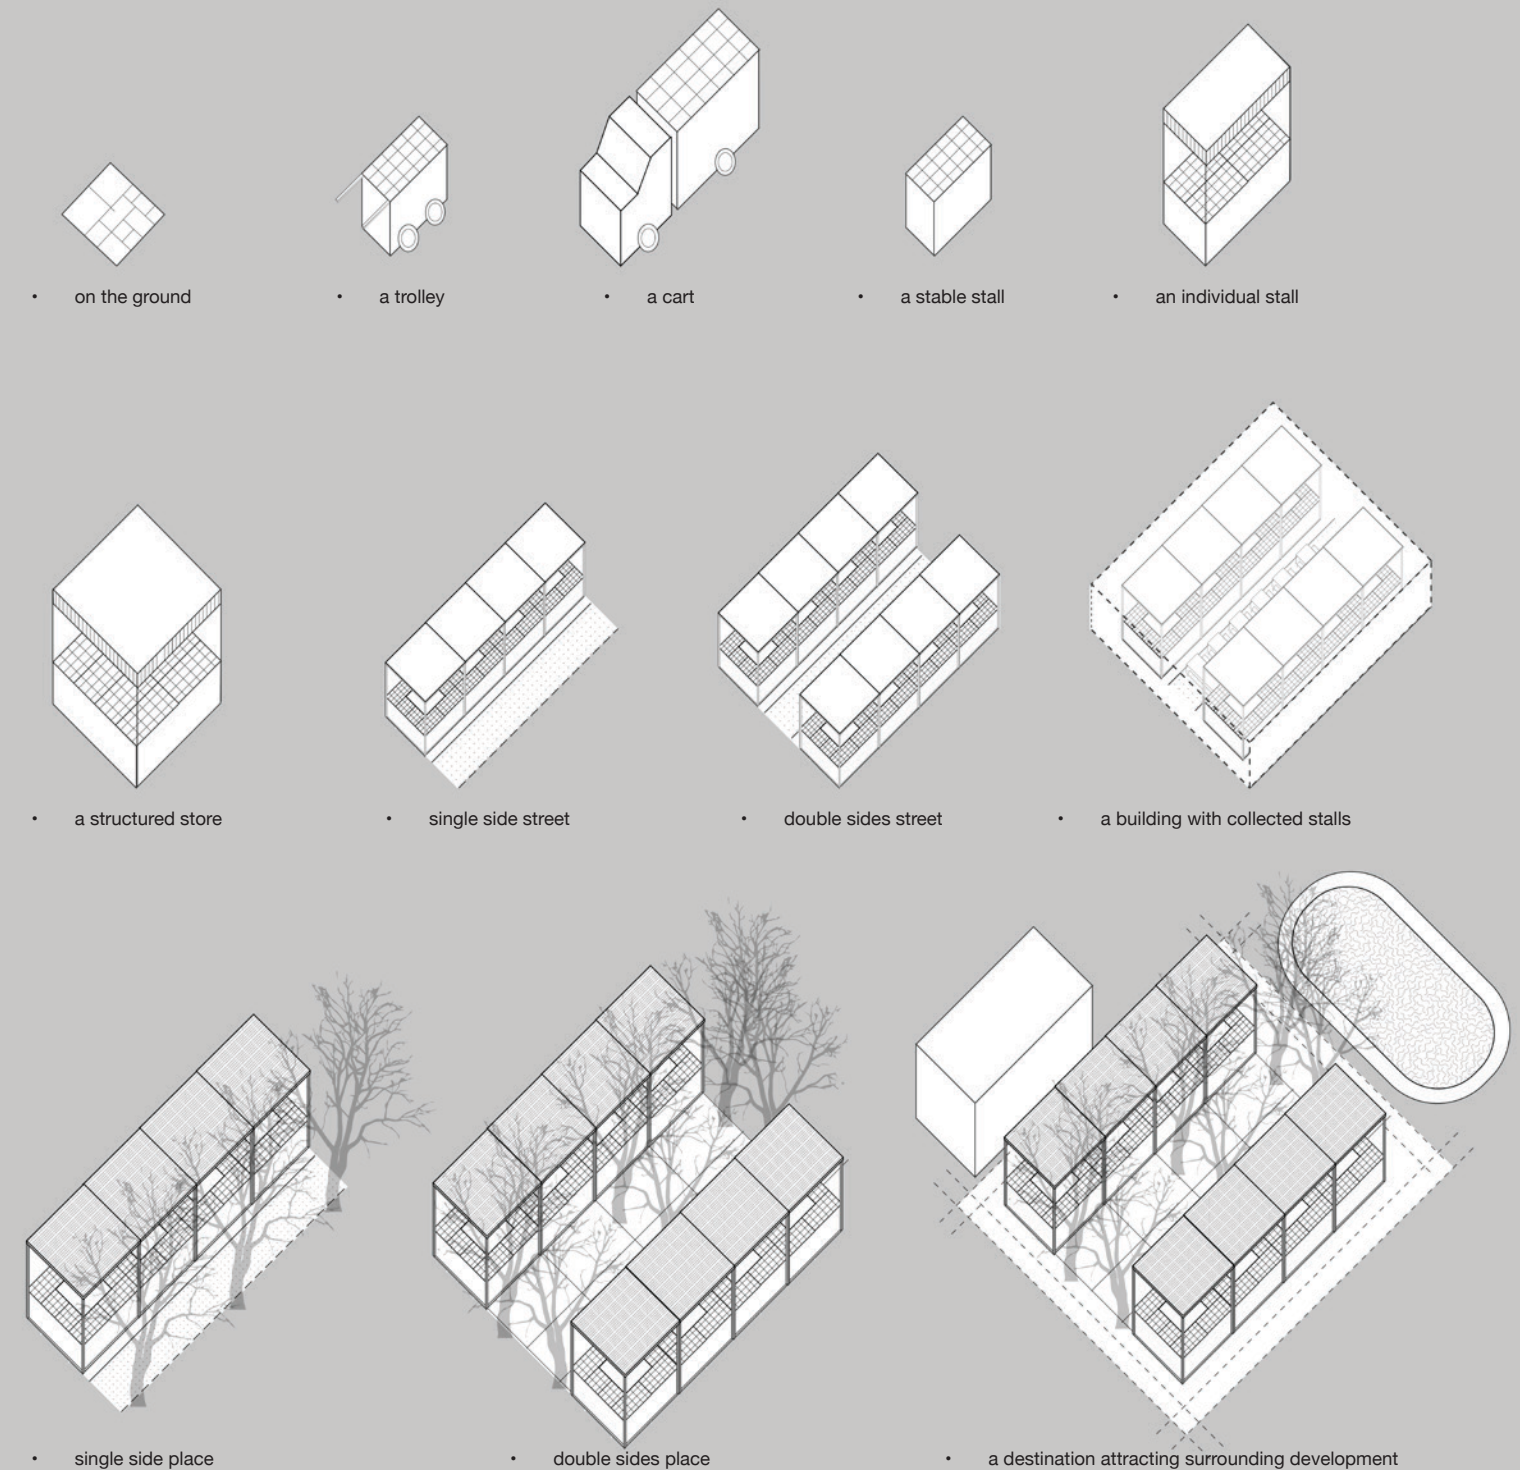 • on the ground
• a trolley
• a cart
• a stable stall
• an individual stall
• a structured store
• single side street
• double sides street
• a building with collected stalls
• single side place
• double sides place
• a destination attracting surrounding development